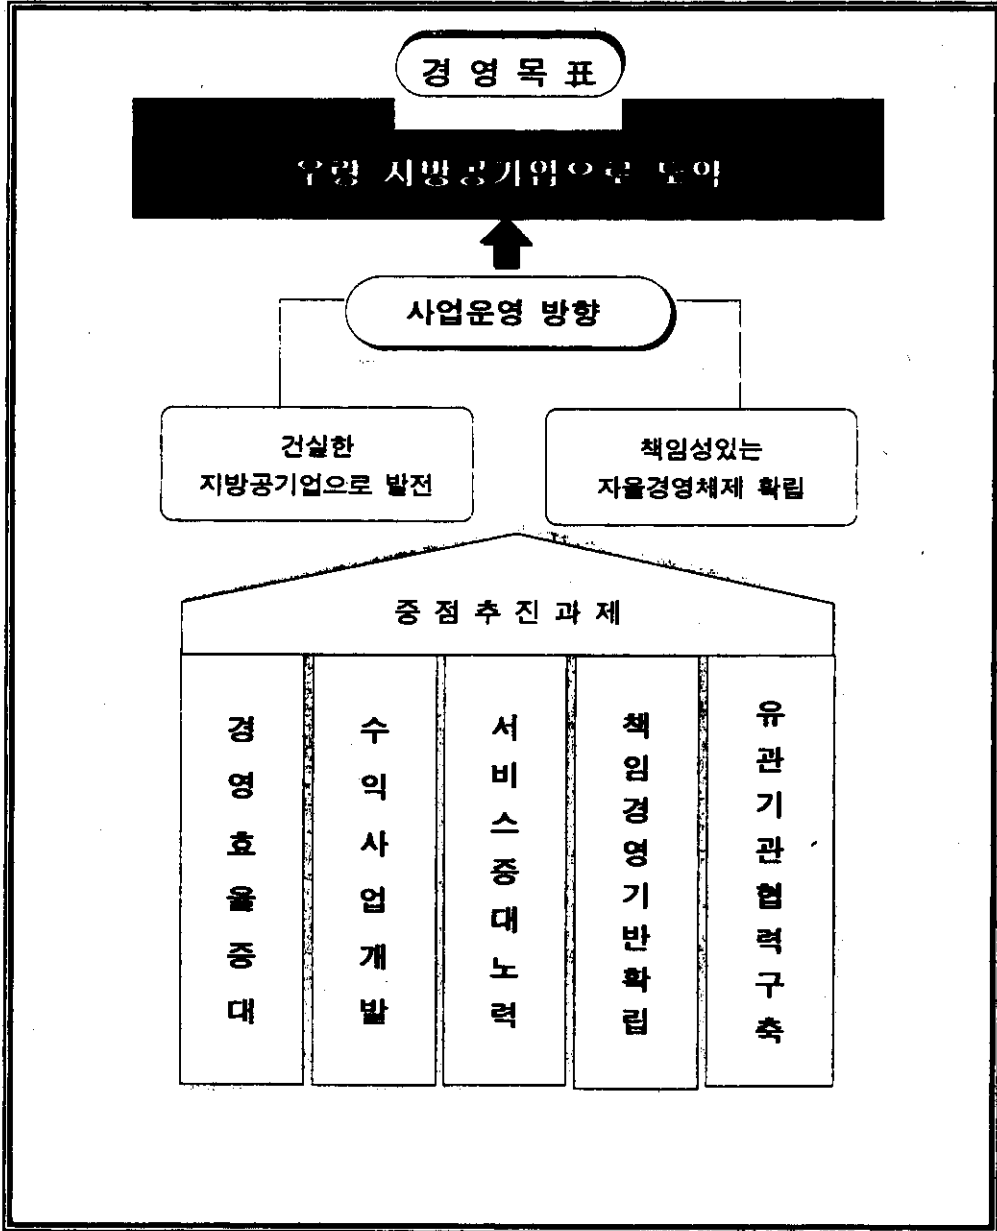 경 영 목 표
우량 지방공기업으로 도약
사업운영 방향
건실한
지방공기업으로 발전
책임성있는
자율경영체제 확립
중 점 추 진 과 제
경영효율증대
수익사업개발
서비스증대노력
책임경영기반확립
유관기관협력구축